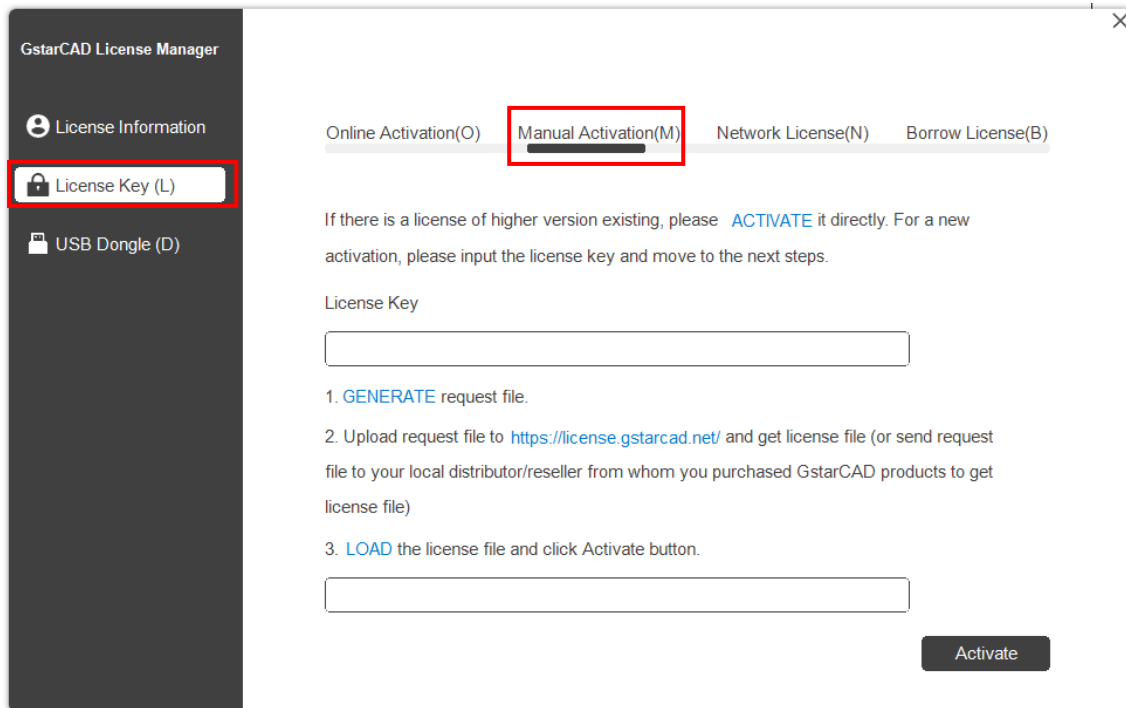 GstarCAD License Manager
License Information
License Key (L)
USB Dongle (D)
Online Activation(O) Manual Activation(M) Network License(N) Borrow License(B)
If there is a license of higher version existing, please ACTIVATE it directly. For a new
activation, please input the license key and move to the next steps.
License Key
1. GENERATE request file.
2. Upload request file to https://license.gstarcad.net/ and get license file (or send request
file to your local distributor/reseller from whom you purchased GstarCAD products to get
license file)
3. LOAD the license file and click Activate button.
Activate